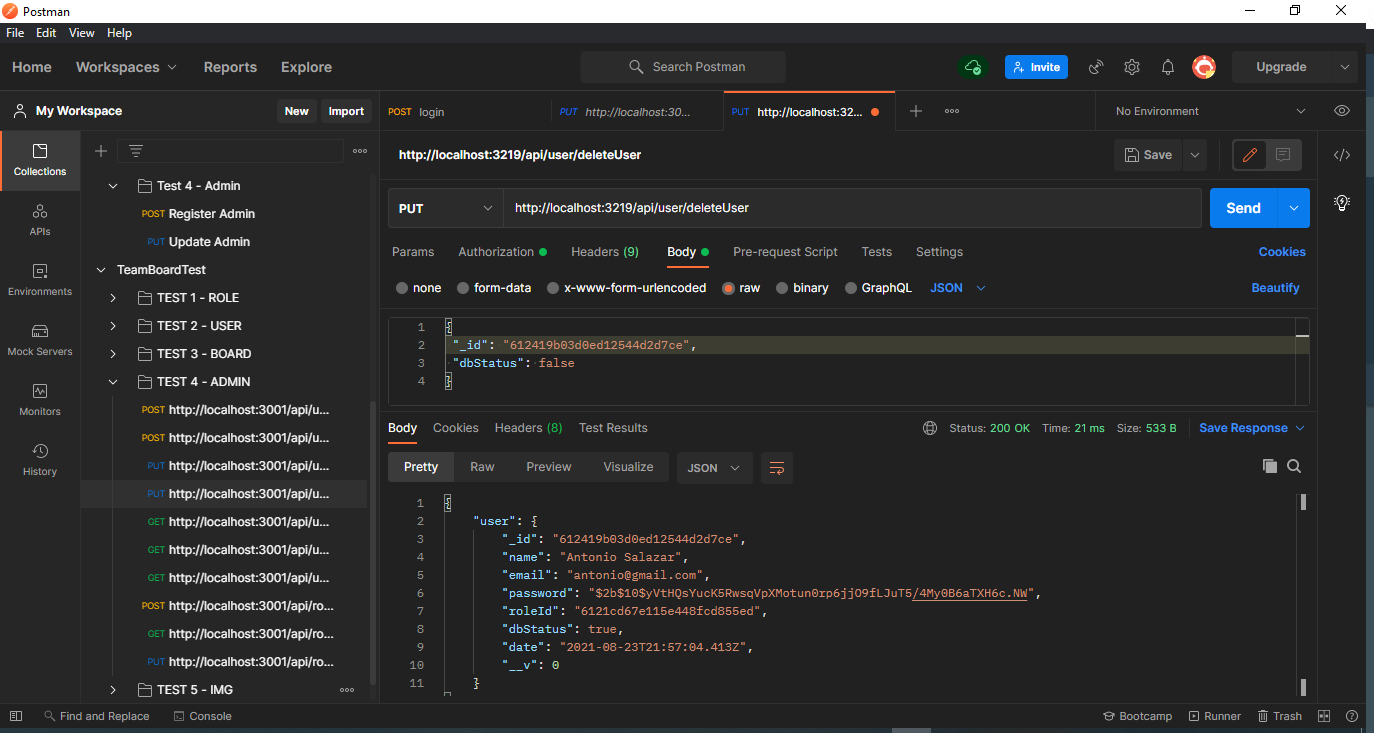 Postman
File Edit View Help
Home Workspaces Reports Explore Search Postman Invite Upgrade
My Workspace New Import
POST login PUT http://localhost:30... PUT http://localhost:32... No Environment
Collections
APIs
Environments
Mock Servers
Monitors
History
Test 4 - Admin
POST Register Admin
PUT Update Admin
TeamBoardTest
TEST 1 - ROLE
TEST 2 - USER
TEST 3 - BOARD
TEST 4 - ADMIN
POST http://localhost:3001/api/u...
POST http://localhost:3001/api/u...
PUT http://localhost:3001/api/u...
PUT http://localhost:3001/api/u...
GET http://localhost:3001/api/u...
GET http://localhost:3001/api/u...
GET http://localhost:3001/api/u...
POST http://localhost:3001/api/ro...
GET http://localhost:3001/api/ro...
PUT http://localhost:3001/api/ro...
TEST 5 - IMG
http://localhost:3219/api/user/deleteUser Save
PUT http://localhost:3219/api/user/deleteUser Send
Params Authorization Headers (9) Body Pre-request Script Tests Settings Cookies
none form-data x-www-form-urlencoded raw binary GraphQL JSON Beautify
1 {
2 "_id": "612419b03d0ed12544d2d7ce",
3 "dbStatus": false
4 }
Body Cookies Headers (8) Test Results Status: 200 OK Time: 21 ms Size: 533 B Save Response
Pretty Raw Preview Visualize JSON
1 {
2 "user": {
3 "_id": "612419b03d0ed12544d2d7ce",
4 "name": "Antonio Salazar",
5 "email": "antonio@gmail.com",
6 "password": "$2b$10$yVtHQsYucK5RwsqVpXMotun0rp6jjO9fLJuT5/4My0B6aTXH6c.NW",
7 "roleId": "6121cd67e115e448fcd855ed",
8 "dbStatus": true,
9 "date": "2021-08-23T21:57:04.413Z",
10 "__v": 0
11 }
Find and Replace Console Bootcamp Runner Trash